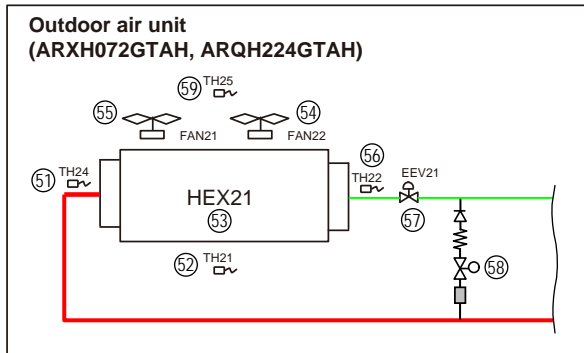 Outdoor air unit
(ARXH072GTAH, ARQH224GTAH)
59 TH25
55 54
FAN21 FAN22
51 TH24
56
TH22 EEV21
HEX21
53
57
52 TH21
58